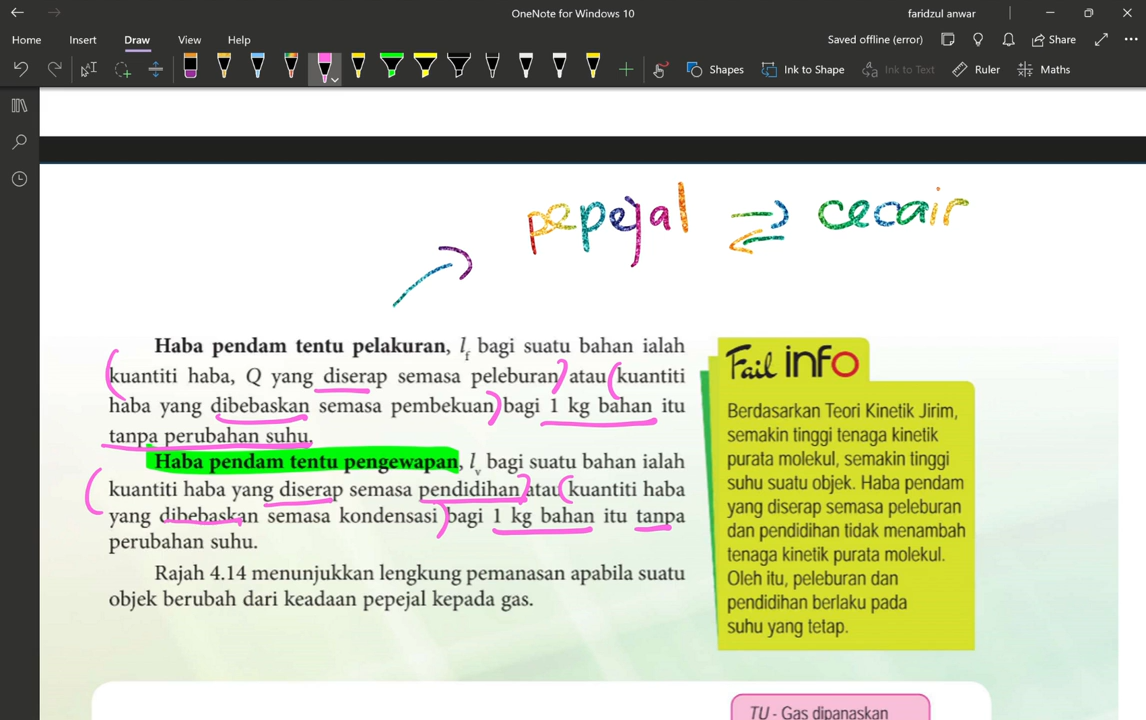 OneNote for Windows 10
faridzul anwar
Home Insert Draw View Help
Saved offline (error) Share
Shapes Ink to Shape Ink to Text Ruler Maths
pepejal ⇌ cecair
Haba pendam tentu pelakuran, lf bagi suatu bahan ialah
kuantiti haba, Q yang diserap semasa peleburan atau kuantiti
haba yang dibebaskan semasa pembekuan bagi 1 kg bahan itu
tanpa perubahan suhu.
Haba pendam tentu pengewapan, lv bagi suatu bahan ialah
kuantiti haba yang diserap semasa pendidihan atau kuantiti haba
yang dibebaskan semasa kondensasi bagi 1 kg bahan itu tanpa
perubahan suhu.
Rajah 4.14 menunjukkan lengkung pemanasan apabila suatu
objek berubah dari keadaan pepejal kepada gas.
Fail info
Berdasarkan Teori Kinetik Jirim,
semakin tinggi tenaga kinetik
purata molekul, semakin tinggi
suhu suatu objek. Haba pendam
yang diserap semasa peleburan
dan pendidihan tidak menambah
tenaga kinetik purata molekul.
Oleh itu, peleburan dan
pendidihan berlaku pada
suhu yang tetap.
TU - Gas dipanaskan